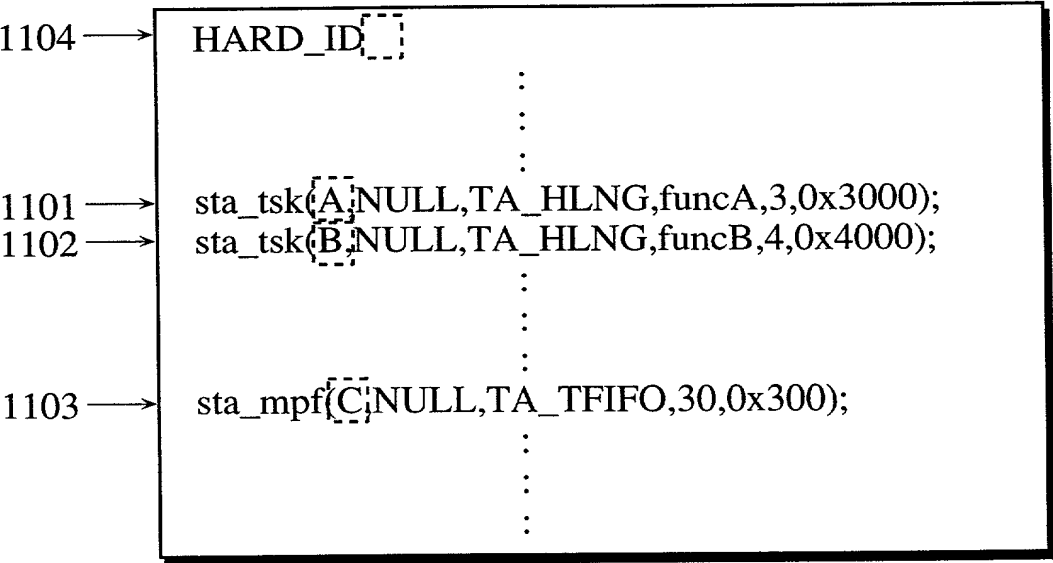 1104 HARD_ID
1101 sta_tsk(A,NULL,TA_HLNG,funcA,3,0x3000);
1102 sta_tsk(B,NULL,TA_HLNG,funcB,4,0x4000);
1103 sta_mpf(C,NULL,TA_TFIFO,30,0x300);